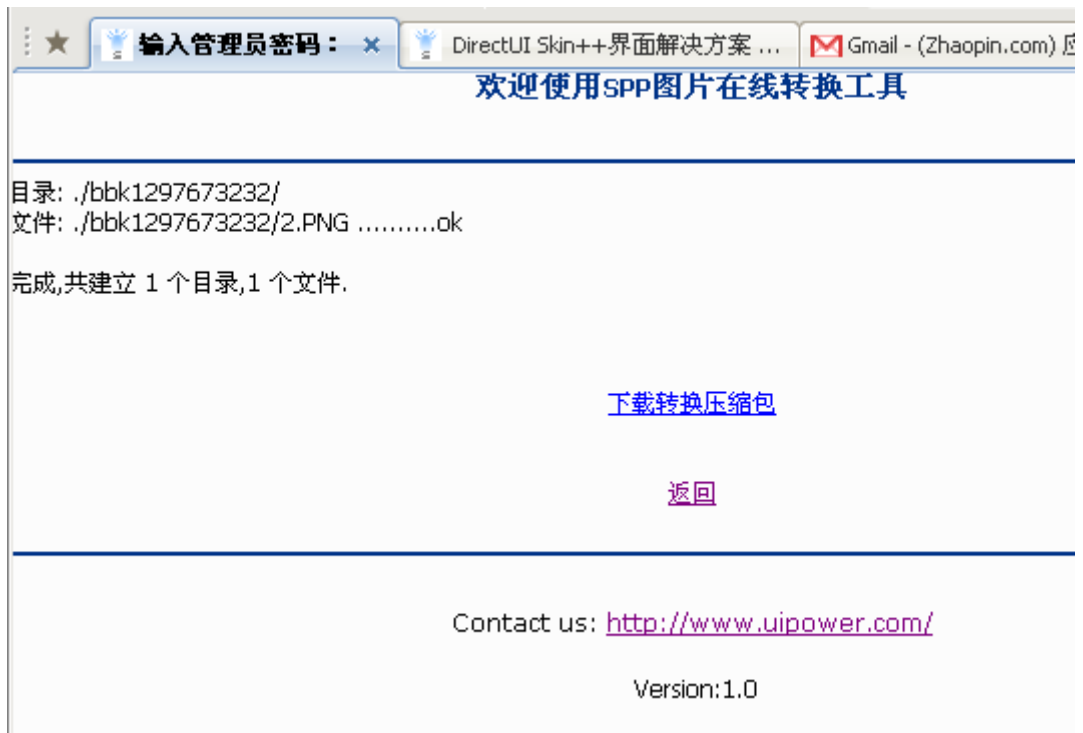 输入管理员密码：
DirectUI Skin++界面解决方案 ...
Gmail - (Zhaopin.com)
欢迎使用SPP图片在线转换工具
目录: ./bbk1297673232/
文件: ./bbk1297673232/2.PNG ..........ok
完成,共建立 1 个目录,1 个文件.
下载转换压缩包
返回
Contact us: http://www.uipower.com/
Version:1.0